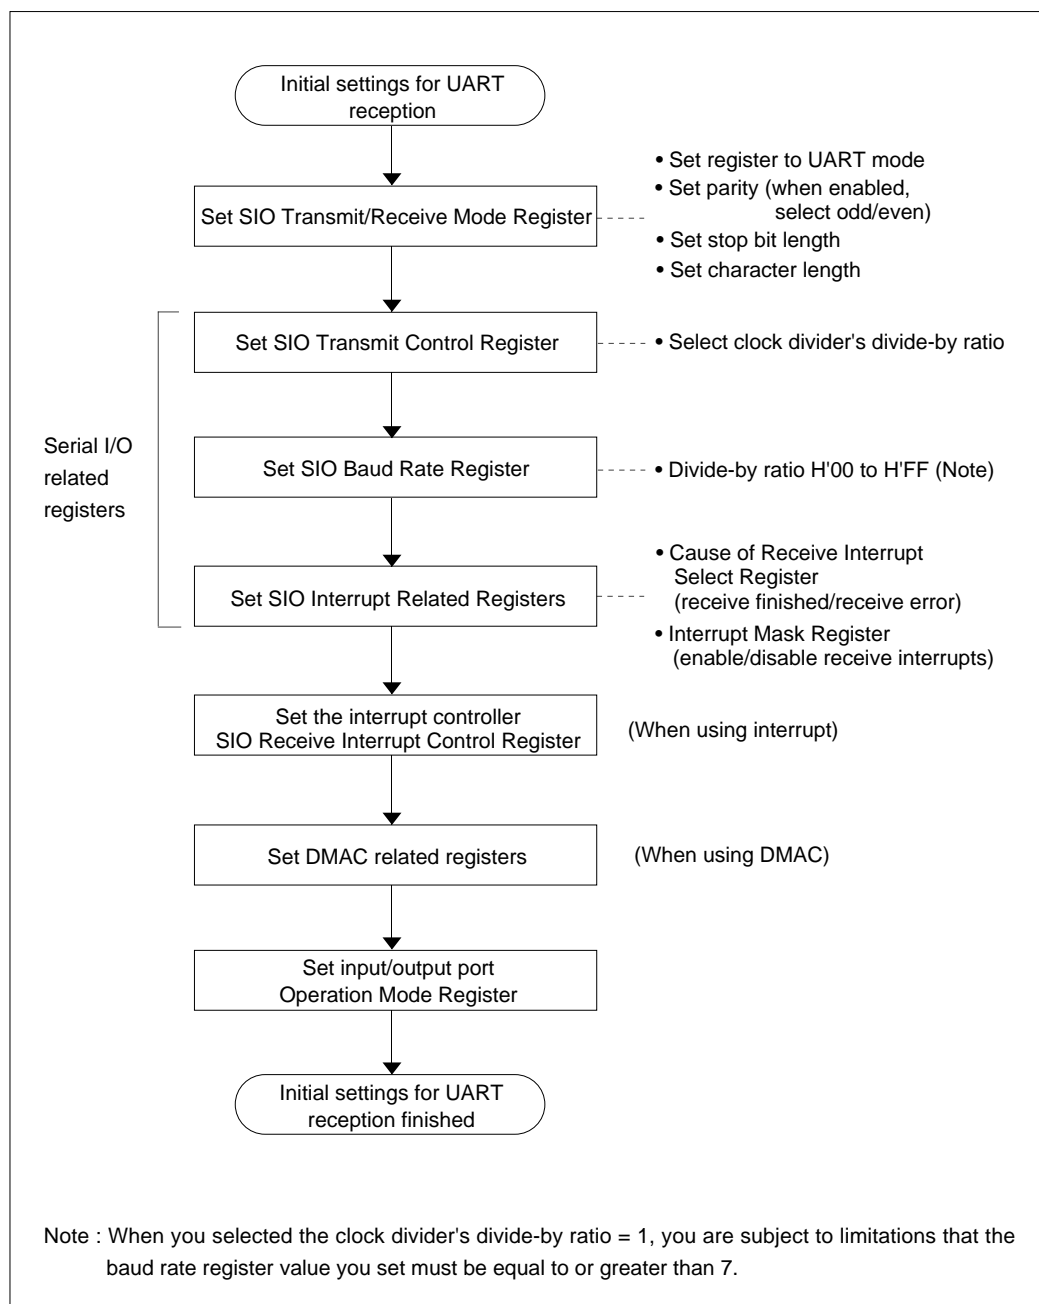 Initial settings for UART
reception
Set SIO Transmit/Receive Mode Register
• Set register to UART mode
• Set parity (when enabled,
select odd/even)
• Set stop bit length
• Set character length
Serial I/O
related
registers
Set SIO Transmit Control Register
• Select clock divider's divide-by ratio
Set SIO Baud Rate Register
• Divide-by ratio H'00 to H'FF (Note)
Set SIO Interrupt Related Registers
• Cause of Receive Interrupt
Select Register
(receive finished/receive error)
• Interrupt Mask Register
(enable/disable receive interrupts)
Set the interrupt controller
SIO Receive Interrupt Control Register
(When using interrupt)
Set DMAC related registers
(When using DMAC)
Set input/output port
Operation Mode Register
Initial settings for UART
reception finished
Note : When you selected the clock divider's divide-by ratio = 1, you are subject to limitations that the
baud rate register value you set must be equal to or greater than 7.